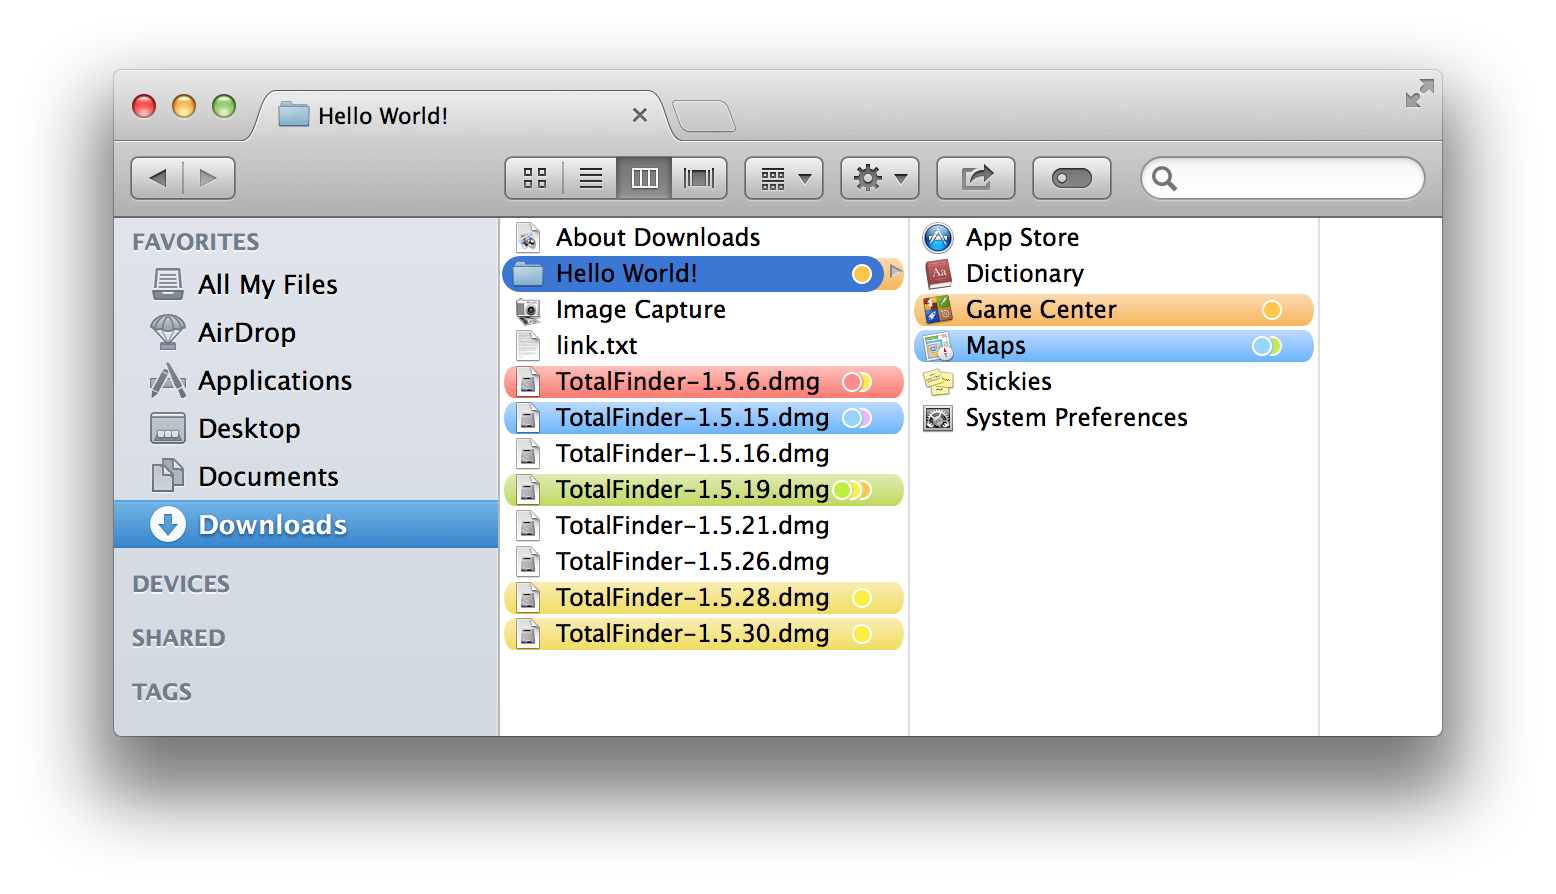 Hello World!
FAVORITES
All My Files
AirDrop
Applications
Desktop
Documents
Downloads
DEVICES
SHARED
TAGS
About Downloads
Hello World!
Image Capture
link.txt
TotalFinder-1.5.6.dmg
TotalFinder-1.5.15.dmg
TotalFinder-1.5.16.dmg
TotalFinder-1.5.19.dmg
TotalFinder-1.5.21.dmg
TotalFinder-1.5.26.dmg
TotalFinder-1.5.28.dmg
TotalFinder-1.5.30.dmg
App Store
Aa
Dictionary
Game Center
Maps
Stickies
System Preferences